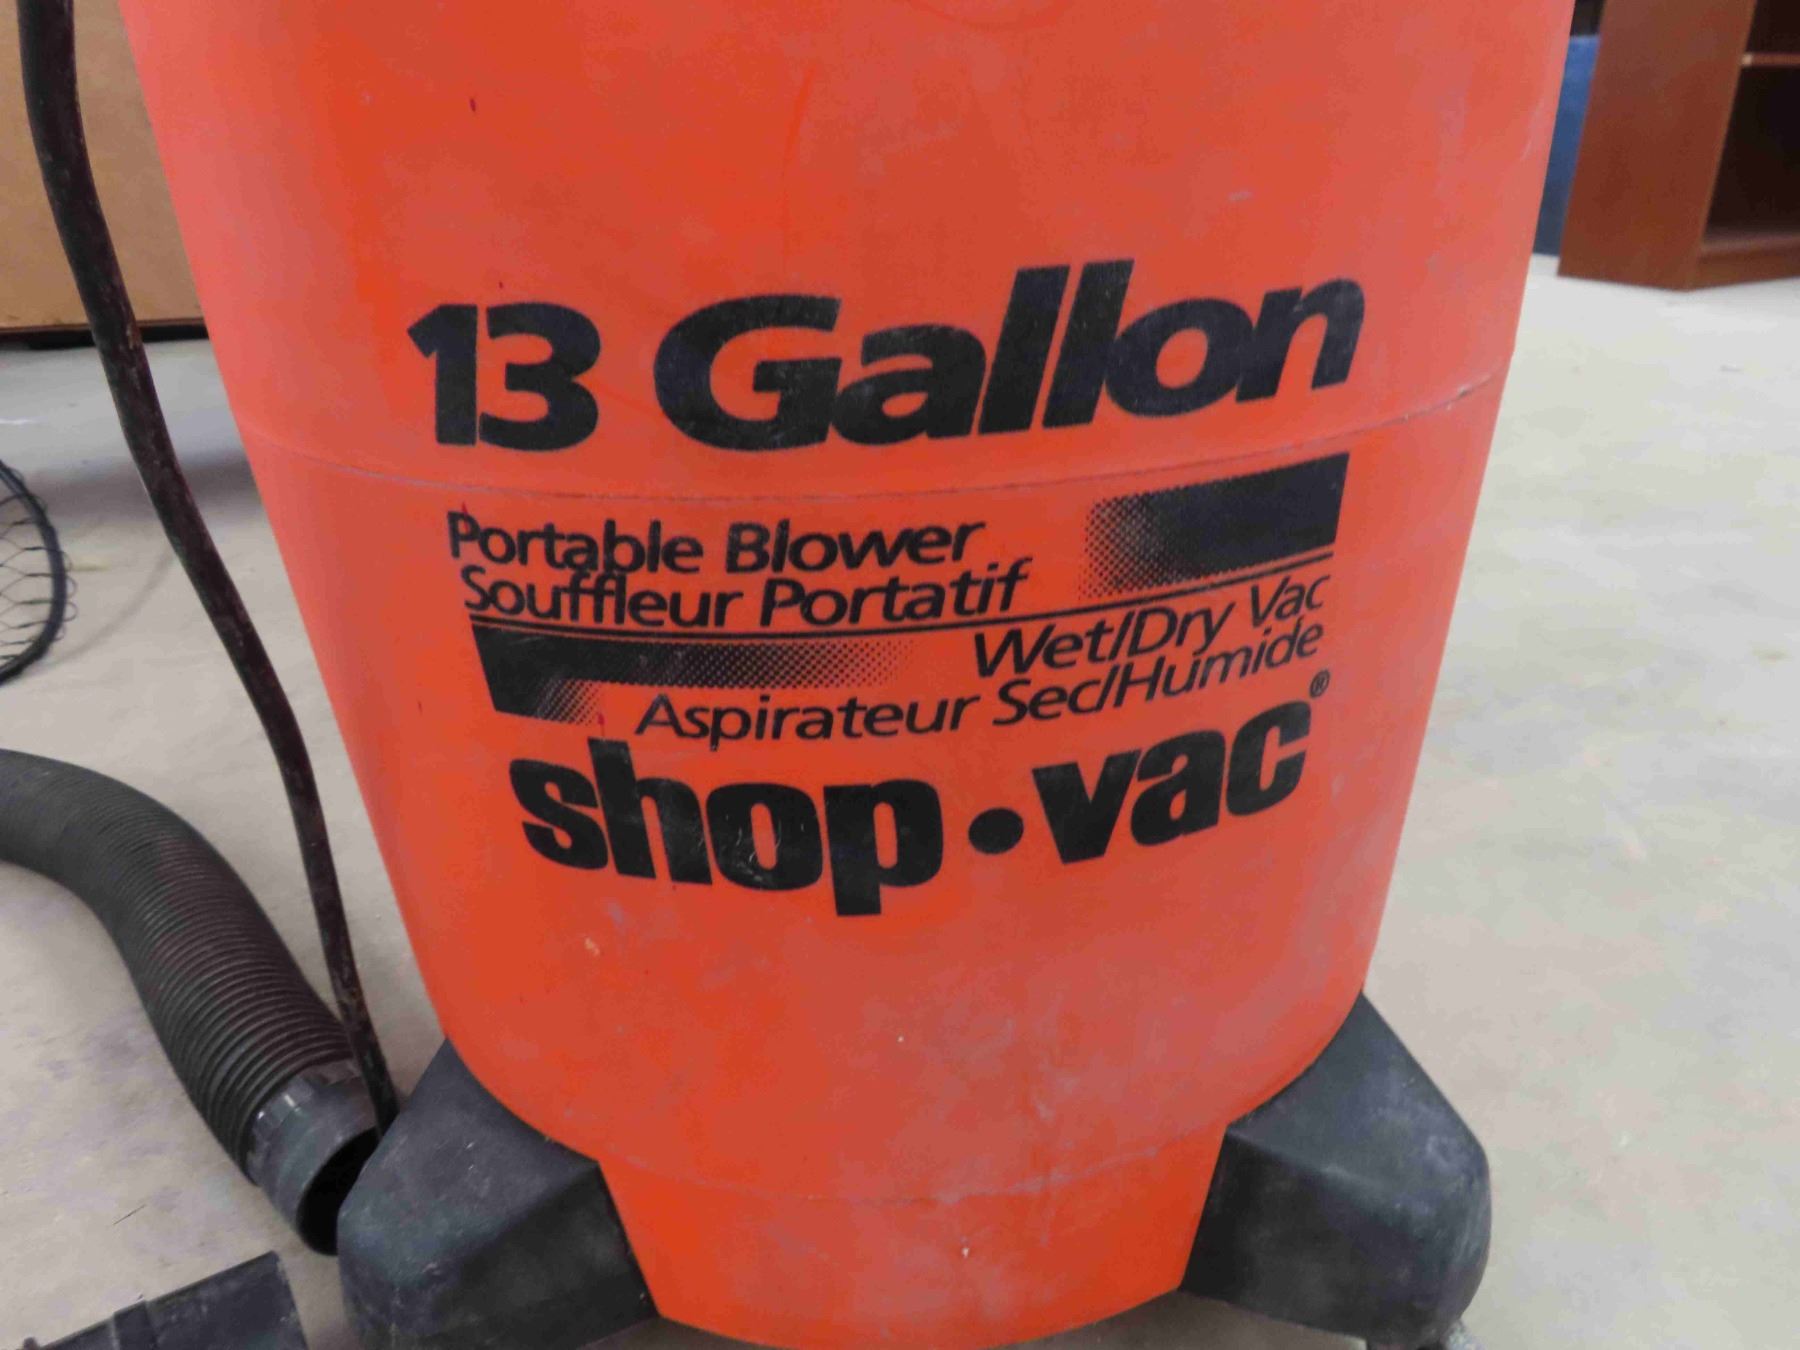 13 Gallon
Portable Blower
Souffleur Portatif
Wet/Dry Vac
Aspirateur Sec/Humide
shop•vac®